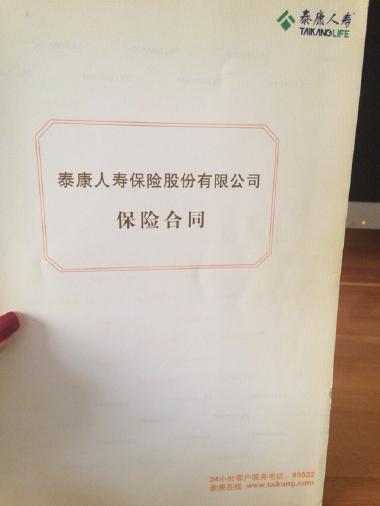 泰康人寿
TAIKANG LIFE
泰康人寿保险股份有限公司
保险合同
24小时客户服务电话：95522
泰康在线：www.taikang.com